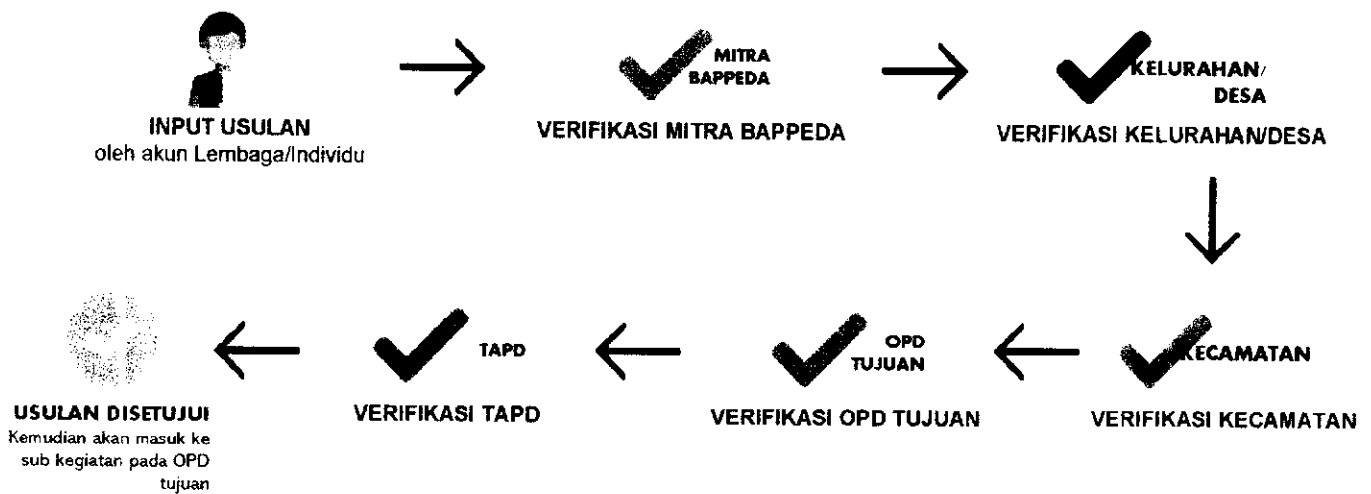 MITRA
BAPPEDA
KELURAHAN/
DESA
INPUT USULAN
oleh akun Lembaga/Individu
VERIFIKASI MITRA BAPPEDA
VERIFIKASI KELURAHAN/DESA
USULAN DISETUJUI
Kemudian akan masuk ke
sub kegiatan pada OPD
tujuan
TAPD
VERIFIKASI TAPD
OPD
TUJUAN
VERIFIKASI OPD TUJUAN
KECAMATAN
VERIFIKASI KECAMATAN